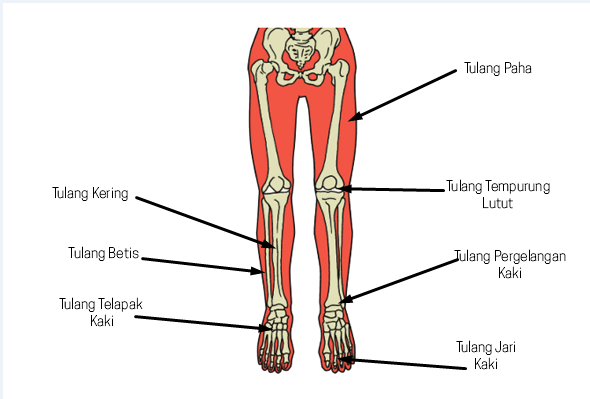 Tulang Paha
Tulang Kering
Tulang Tempurung
Lutut
Tulang Betis
Tulang Pergelangan
Kaki
Tulang Telapak
Kaki
Tulang Jari
Kaki